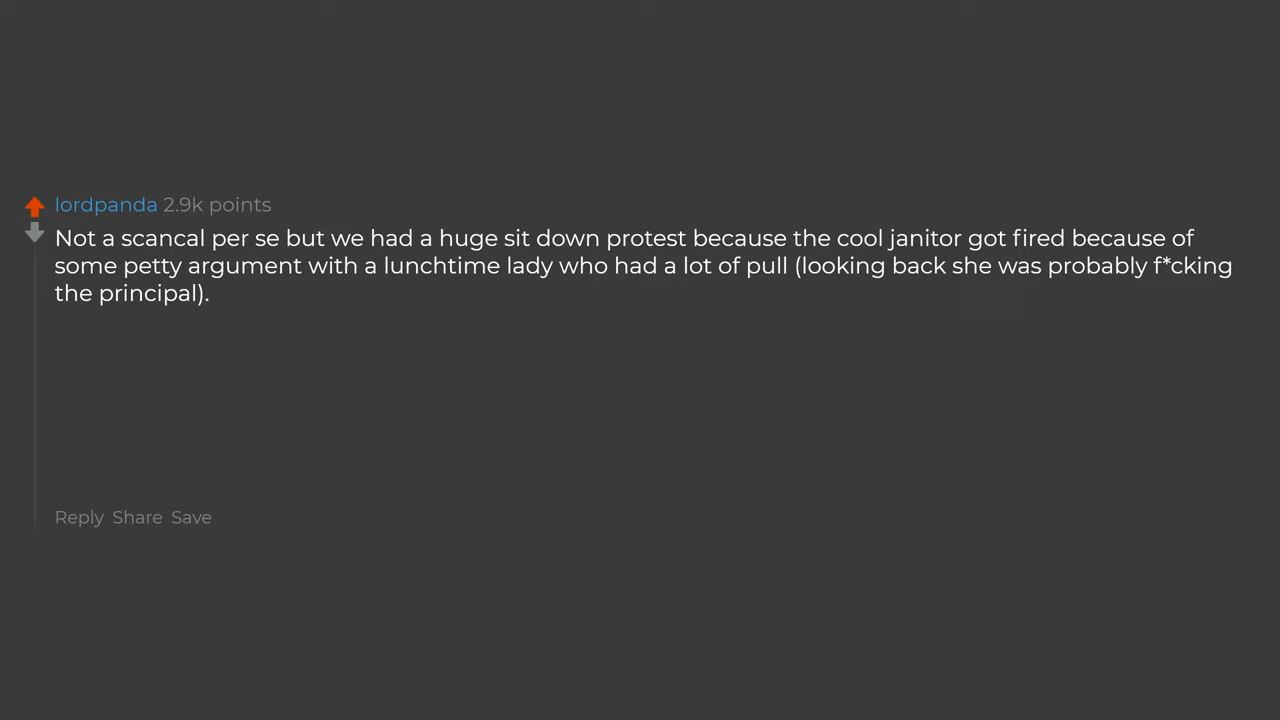 lordpanda 2.9k points
Not a scancal per se but we had a huge sit down protest because the cool janitor got fired because of
some petty argument with a lunchtime lady who had a lot of pull (looking back she was probably f*cking
the principal).
Reply Share Save